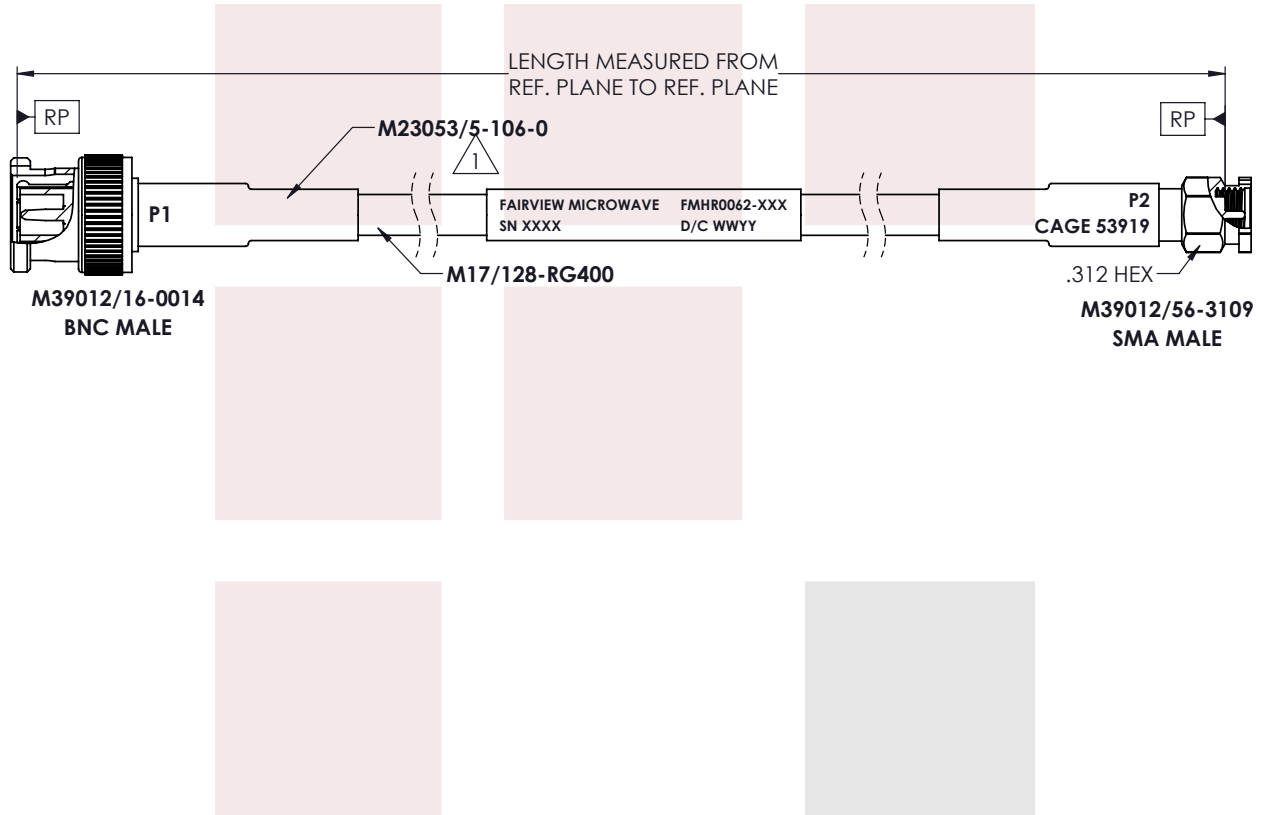 LENGTH MEASURED FROM
REF. PLANE TO REF. PLANE
RP
RP
M23053/5-106-0
1
P1
FAIRVIEW MICROWAVE FMHR0062-XXX
SN XXXX D/C WWYY
P2
CAGE 53919
M17/128-RG400
.312 HEX
M39012/16-0014
BNC MALE
M39012/56-3109
SMA MALE